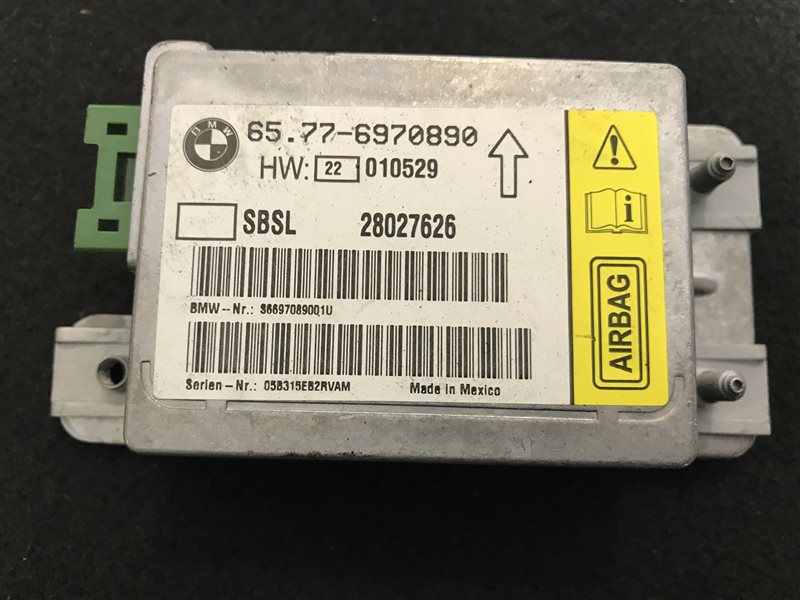 BMW
65.77-6970890
HW: 22 010529
SBSL 28027626
BMW--Nr.: S6697089001U
Serien-Nr.: 05B315EB2RVAM Made in Mexico
i
AIRBAG